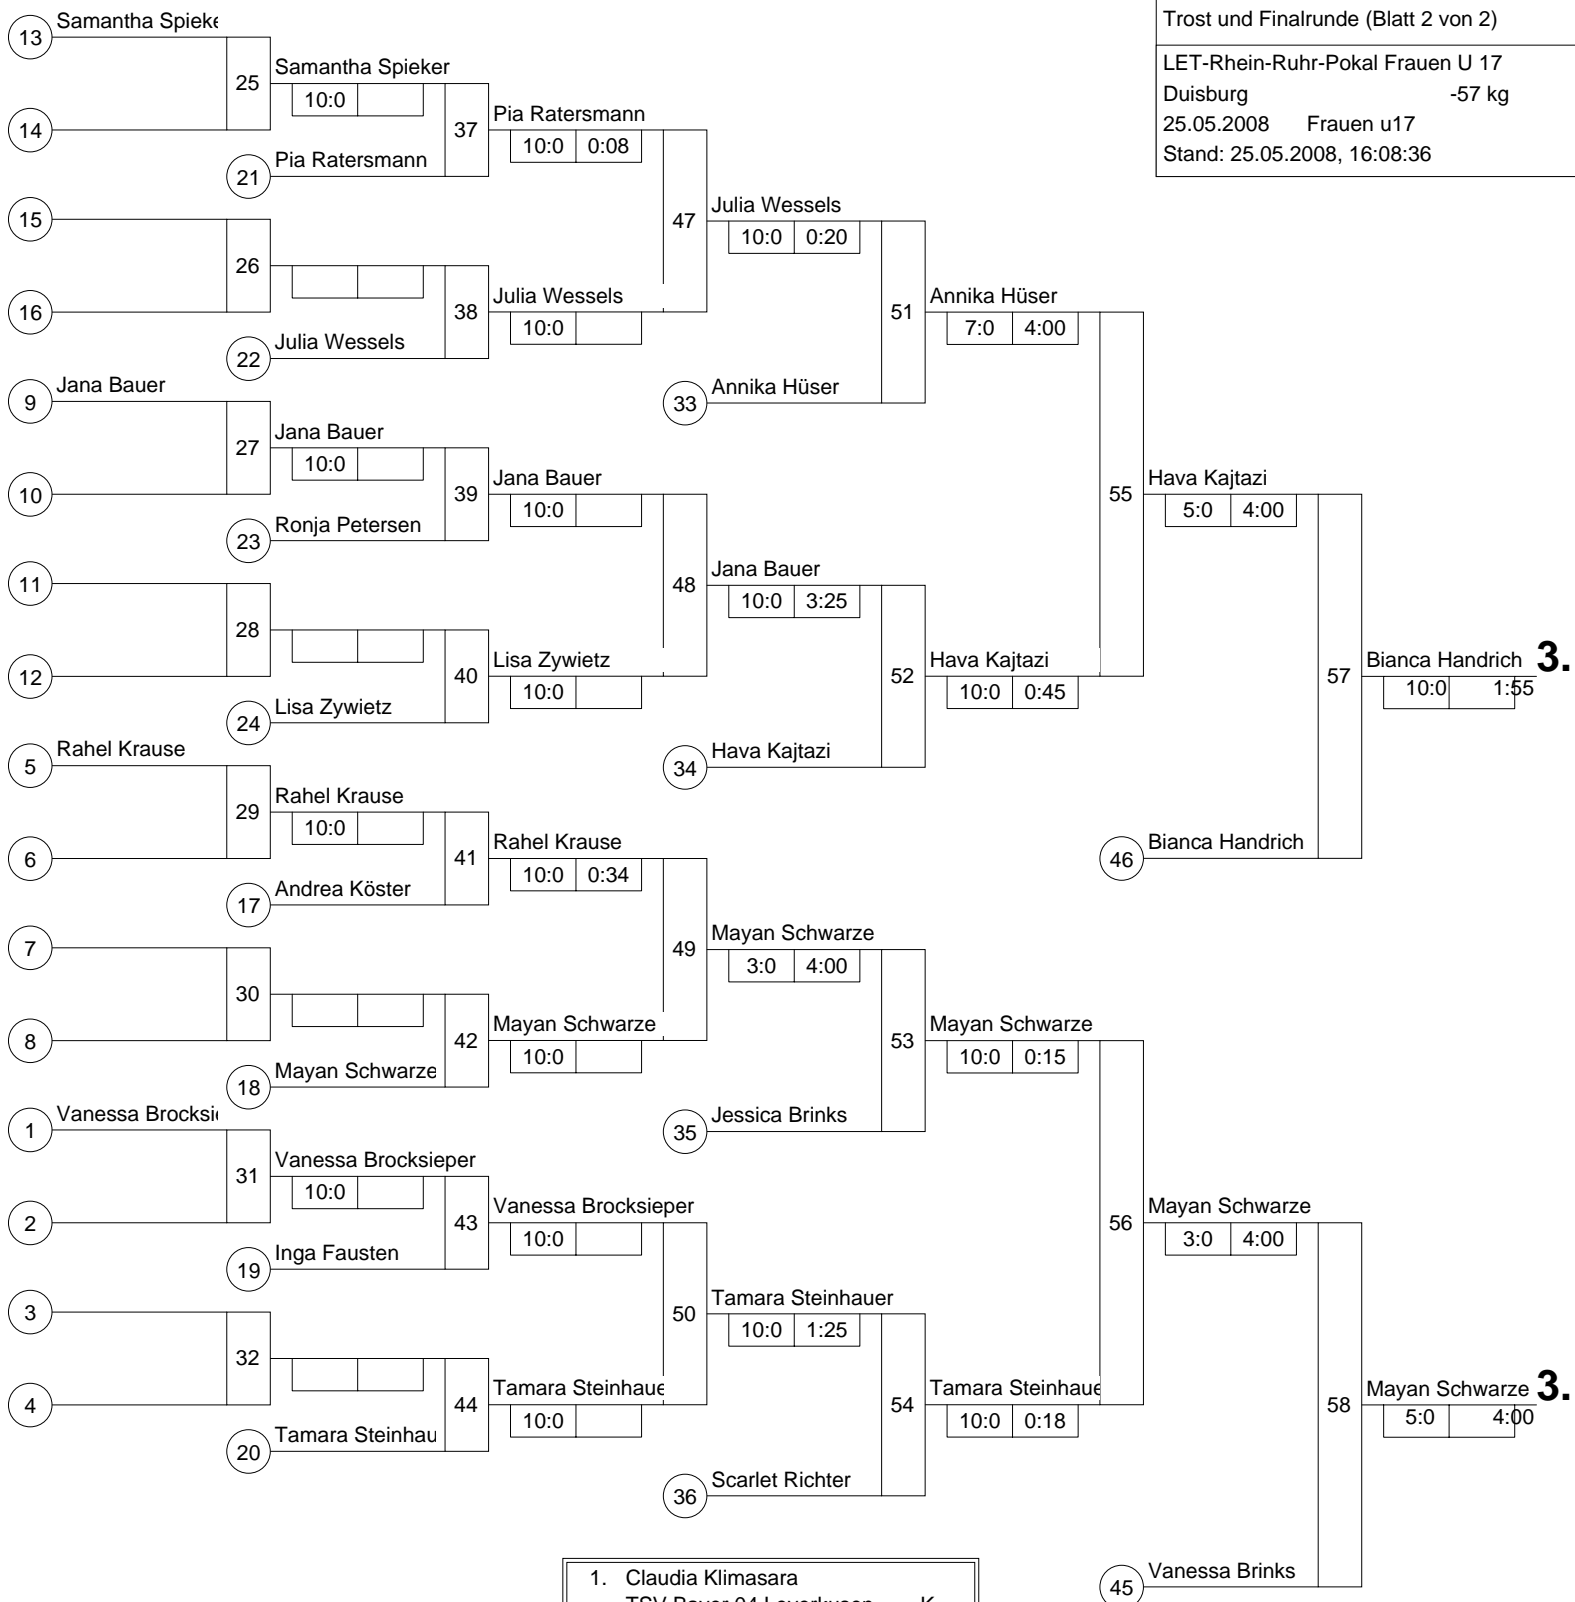 Trost und Finalrunde (Blatt 2 von 2)
LET-Rhein-Ruhr-Pokal Frauen U 17
Duisburg -57 kg
25.05.2008 Frauen u17
Stand: 25.05.2008, 16:08:36
13 Samantha Spieke
25
14
Samantha Spieker
10:0
37
21 Pia Ratersmann
Pia Ratersmann
10:0 0:08
15
26
16
38
22 Julia Wessels
Julia Wessels
10:0
47
Julia Wessels
10:0 0:20
51
33 Annika Hüser
Annika Hüser
7:0 4:00
9 Jana Bauer
27
10
Jana Bauer
10:0
39
23 Ronja Petersen
Jana Bauer
10:0
11
28
12
40
24 Lisa Zywietz
Lisa Zywietz
10:0
48
Jana Bauer
10:0 3:25
52
34 Hava Kajtazi
Hava Kajtazi
10:0 0:45
55
Hava Kajtazi
5:0 4:00
57
46 Bianca Handrich
Bianca Handrich 3.
10:0 1:55
5 Rahel Krause
29
6
Rahel Krause
10:0
41
17 Andrea Köster
Rahel Krause
10:0 0:34
7
30
8
42
18 Mayan Schwarze
Mayan Schwarze
10:0
49
Mayan Schwarze
3:0 4:00
53
35 Jessica Brinks
Mayan Schwarze
10:0 0:15
1 Vanessa Brocksi
31
2
Vanessa Brocksieper
10:0
43
19 Inga Fausten
Vanessa Brocksieper
10:0
3
32
4
44
20 Tamara Steinhau
Tamara Steinhaue
10:0
50
Tamara Steinhauer
10:0 1:25
54
36 Scarlet Richter
Tamara Steinhaue
10:0 0:18
56
Mayan Schwarze
3:0 4:00
58
45 Vanessa Brinks
Mayan Schwarze 3.
5:0 4:00
1. Claudia Klimasara
TSV Bayer 04 Leverkusen K